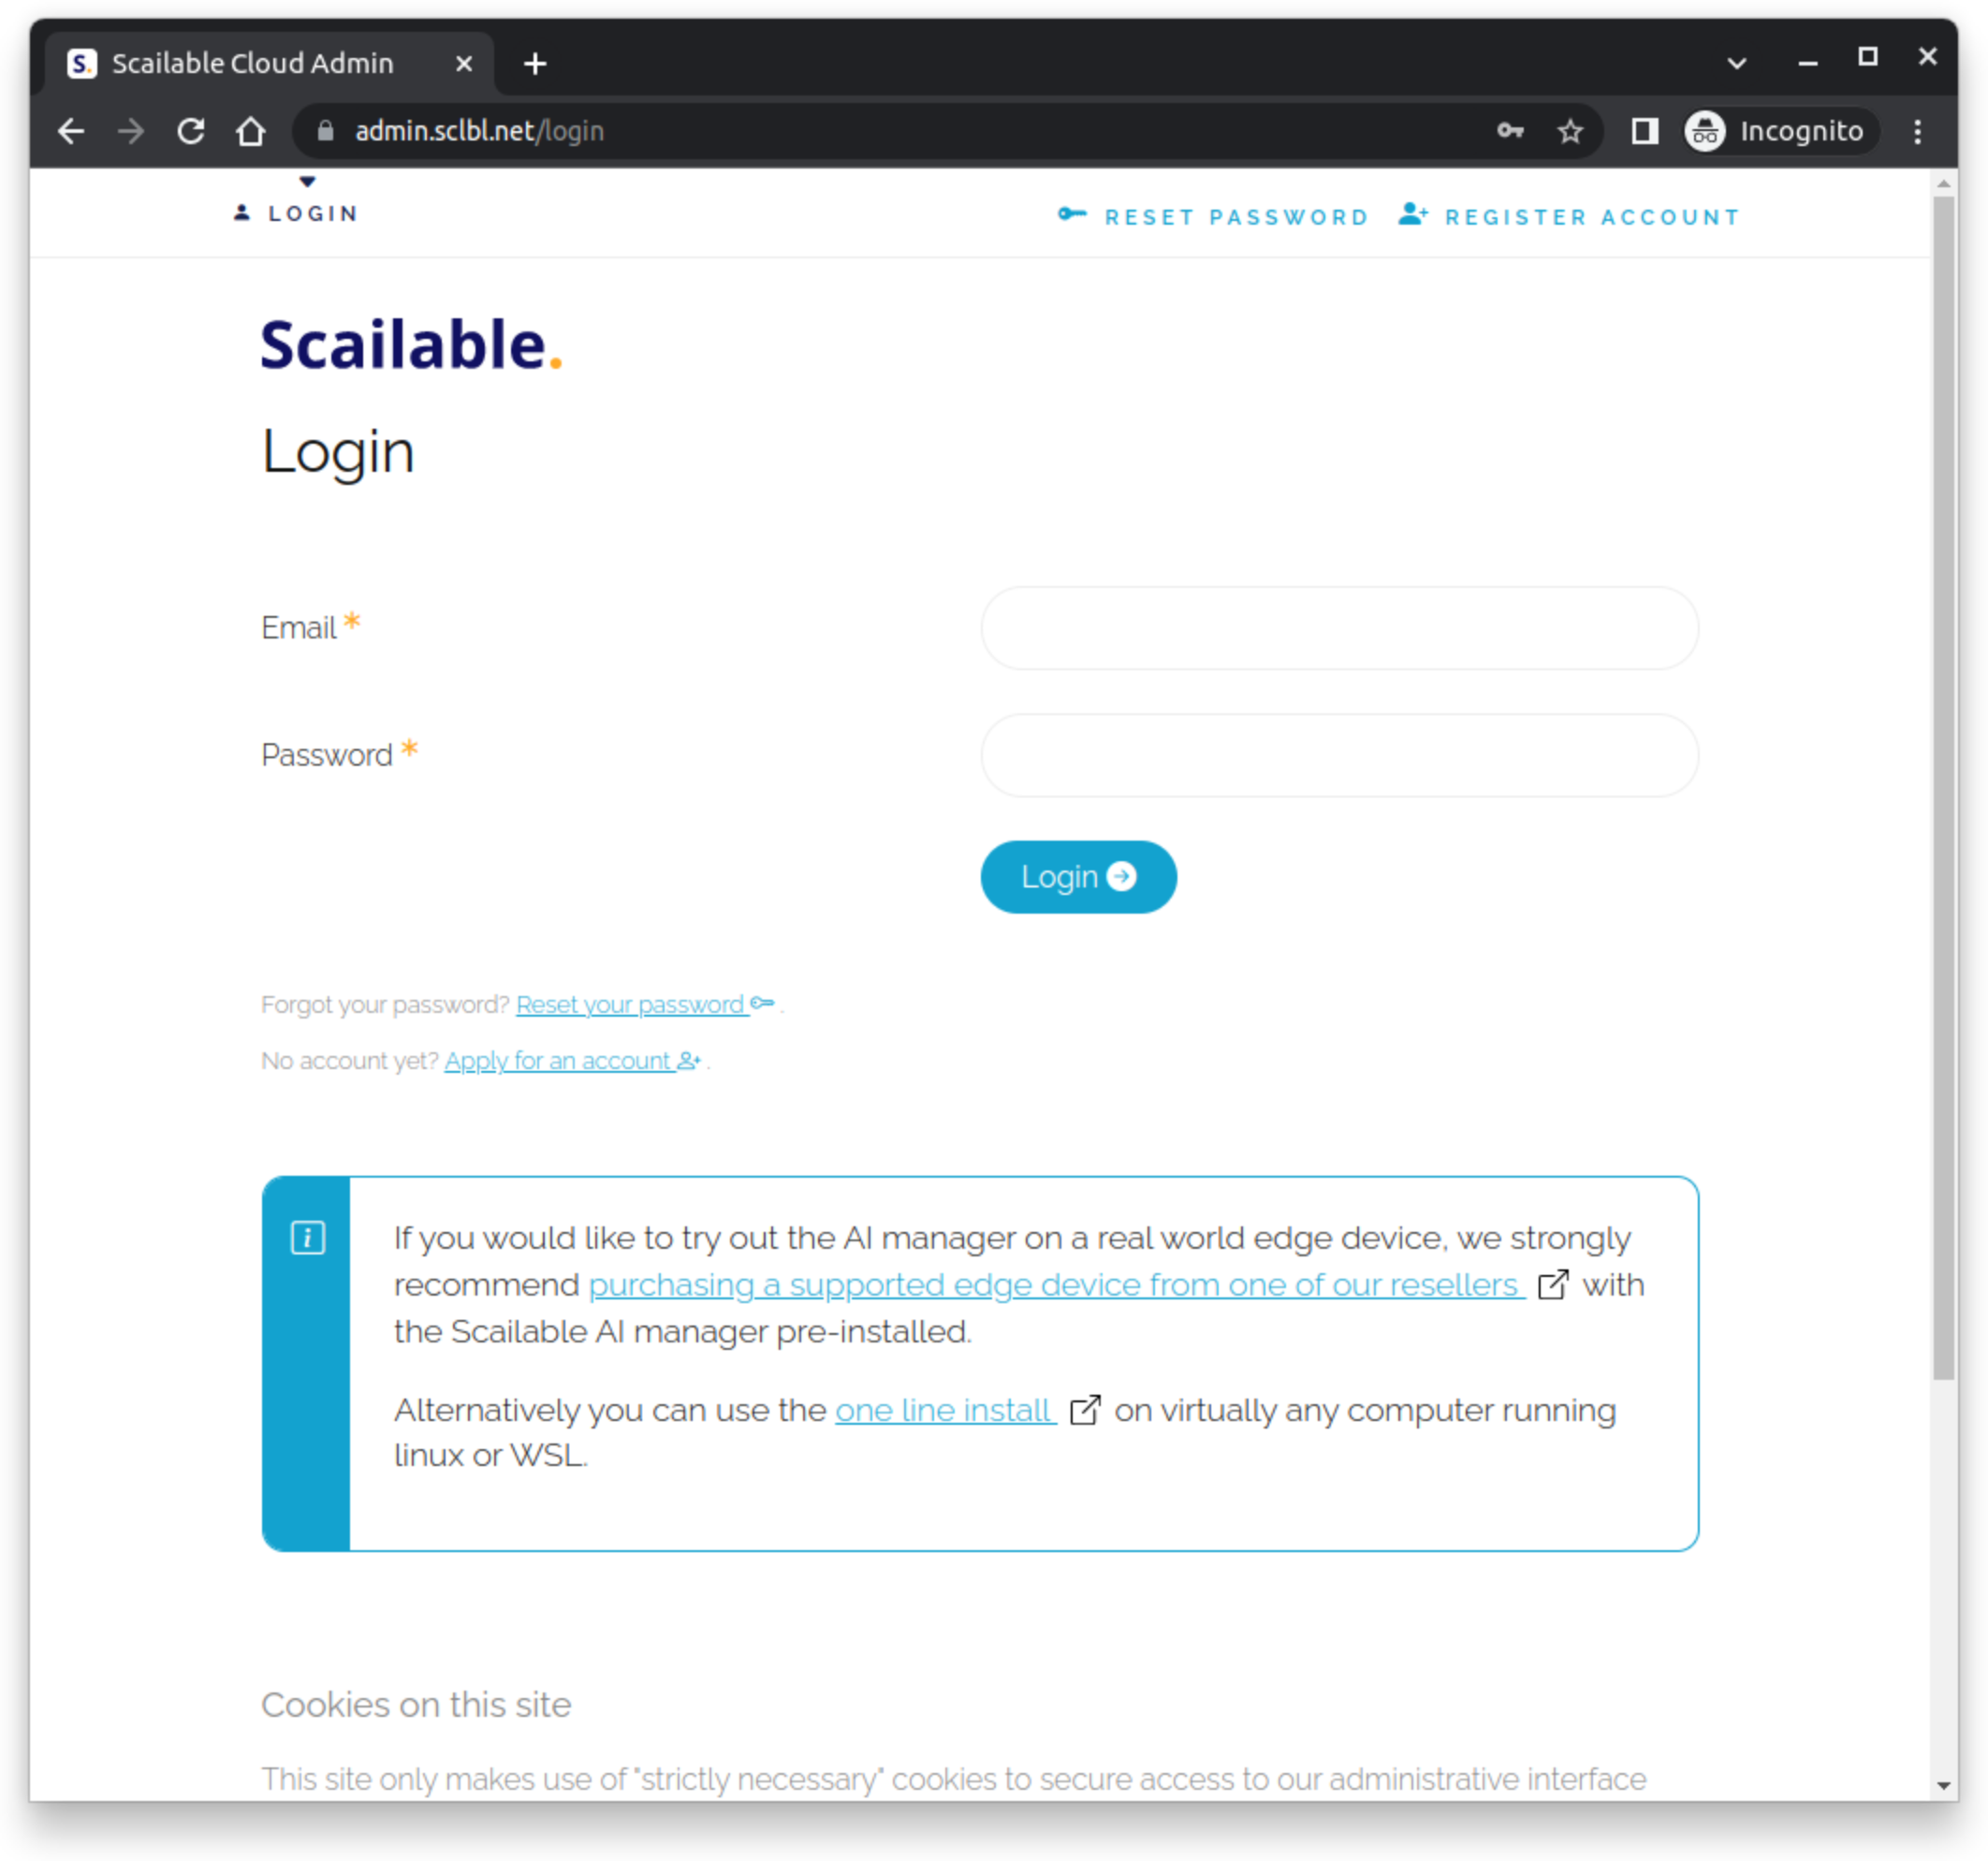 S. Scailable Cloud Admin
admin.sclbl.net/login
Incognito
LOGIN
RESET PASSWORD
REGISTER ACCOUNT
Scailable.
Login
Email *
Password *
Login
Forgot your password? Reset your password .
No account yet? Apply for an account .
i
If you would like to try out the AI manager on a real world edge device, we strongly
recommend purchasing a supported edge device from one of our resellers with
the Scailable AI manager pre-installed.
Alternatively you can use the one line install on virtually any computer running
linux or WSL.
Cookies on this site
This site only makes use of "strictly necessary" cookies to secure access to our administrative interface